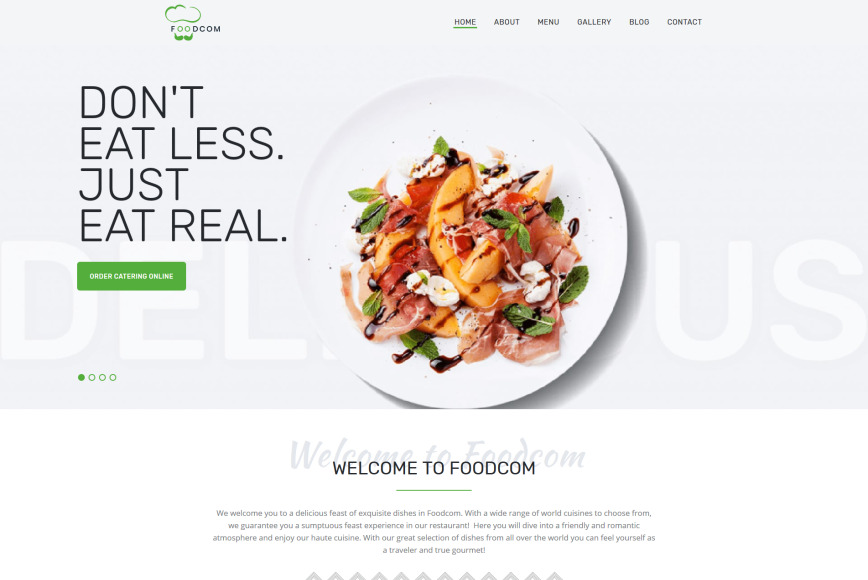 FOODCOM
HOME ABOUT MENU GALLERY BLOG CONTACT
DON'T
EAT LESS.
JUST
EAT REAL.
ORDER CATERING ONLINE
Welcome to Foodcom
WELCOME TO FOODCOM
We welcome you to a delicious feast of exquisite dishes in Foodcom. With a wide range of world cuisines to choose from,
we guarantee you a sumptuous feast experience in our restaurant! Here you will dive into a friendly and romantic
atmosphere and enjoy our haute cuisine. With our great selection of dishes from all over the world you can feel yourself as
a traveler and true gourmet!